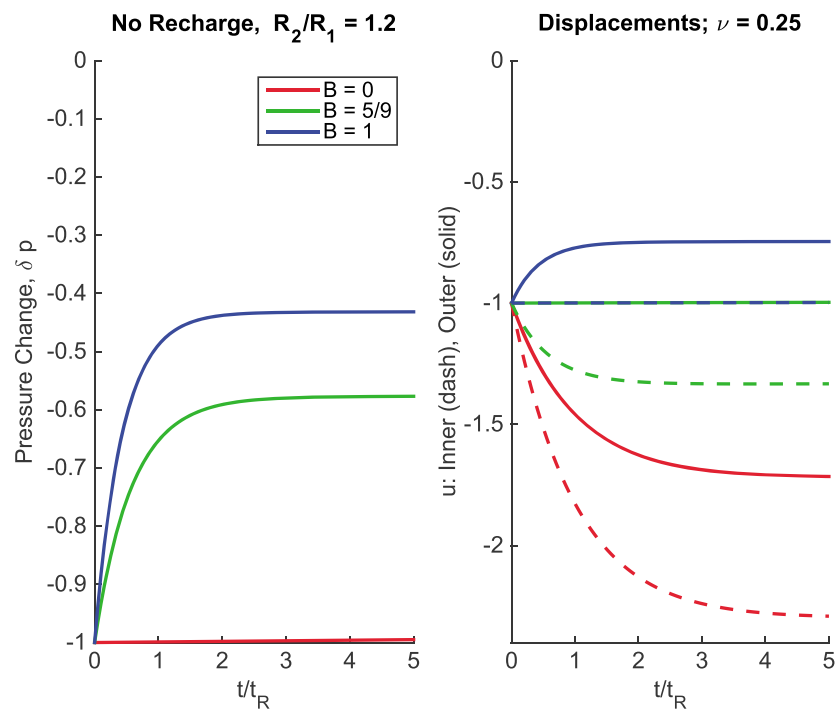 No Recharge, R₂/R₁ = 1.2
0
-0.1
-0.2
-0.3
-0.4
-0.5
-0.6
-0.7
-0.8
-0.9
-1
Pressure Change, δ p
B = 0
B = 5/9
B = 1
0 1 2 3 4 5
t/t_R
Displacements; ν = 0.25
0
-0.5
-1
-1.5
-2
u: Inner (dash), Outer (solid)
0 1 2 3 4 5
t/t_R